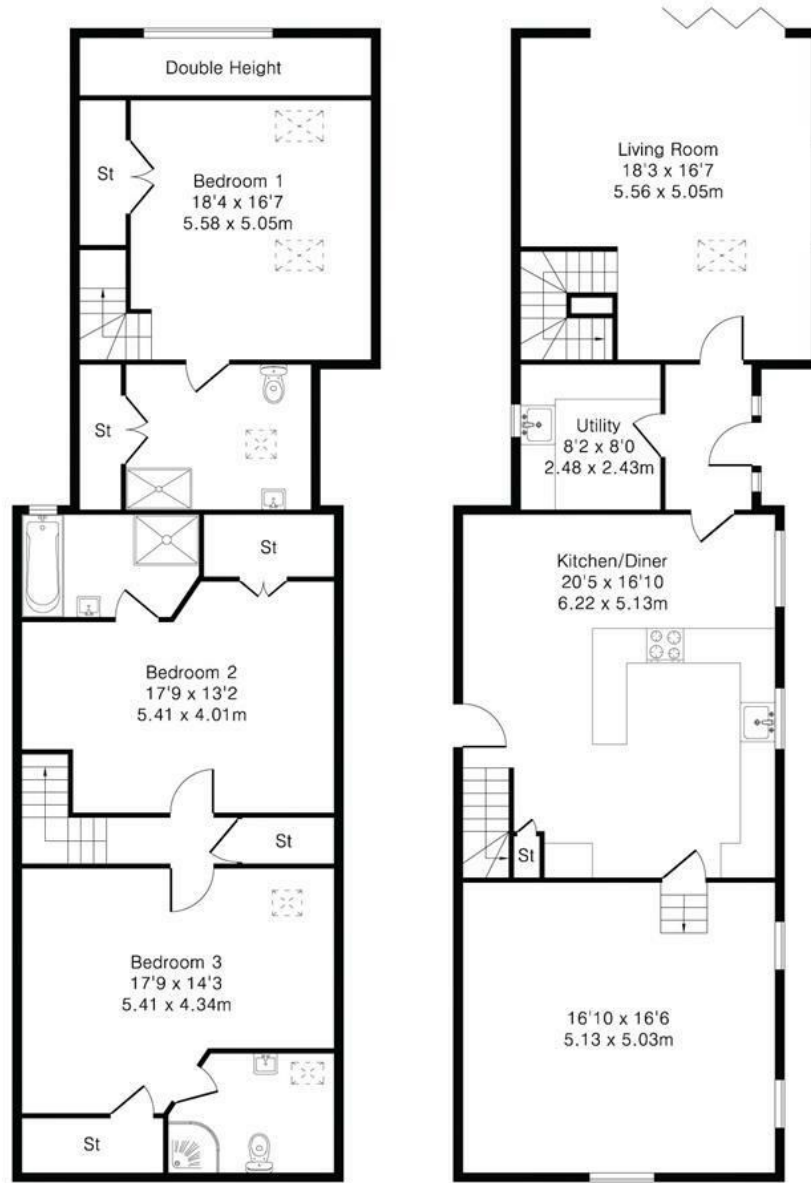 Double Height
St
Bedroom 1
18'4 x 16'7
5.58 x 5.05m
St
St
Bedroom 2
17'9 x 13'2
5.41 x 4.01m
St
Bedroom 3
17'9 x 14'3
5.41 x 4.34m
St
Living Room
18'3 x 16'7
5.56 x 5.05m
Utility
8'2 x 8'0
2.48 x 2.43m
Kitchen/Diner
20'5 x 16'10
6.22 x 5.13m
St
16'10 x 16'6
5.13 x 5.03m